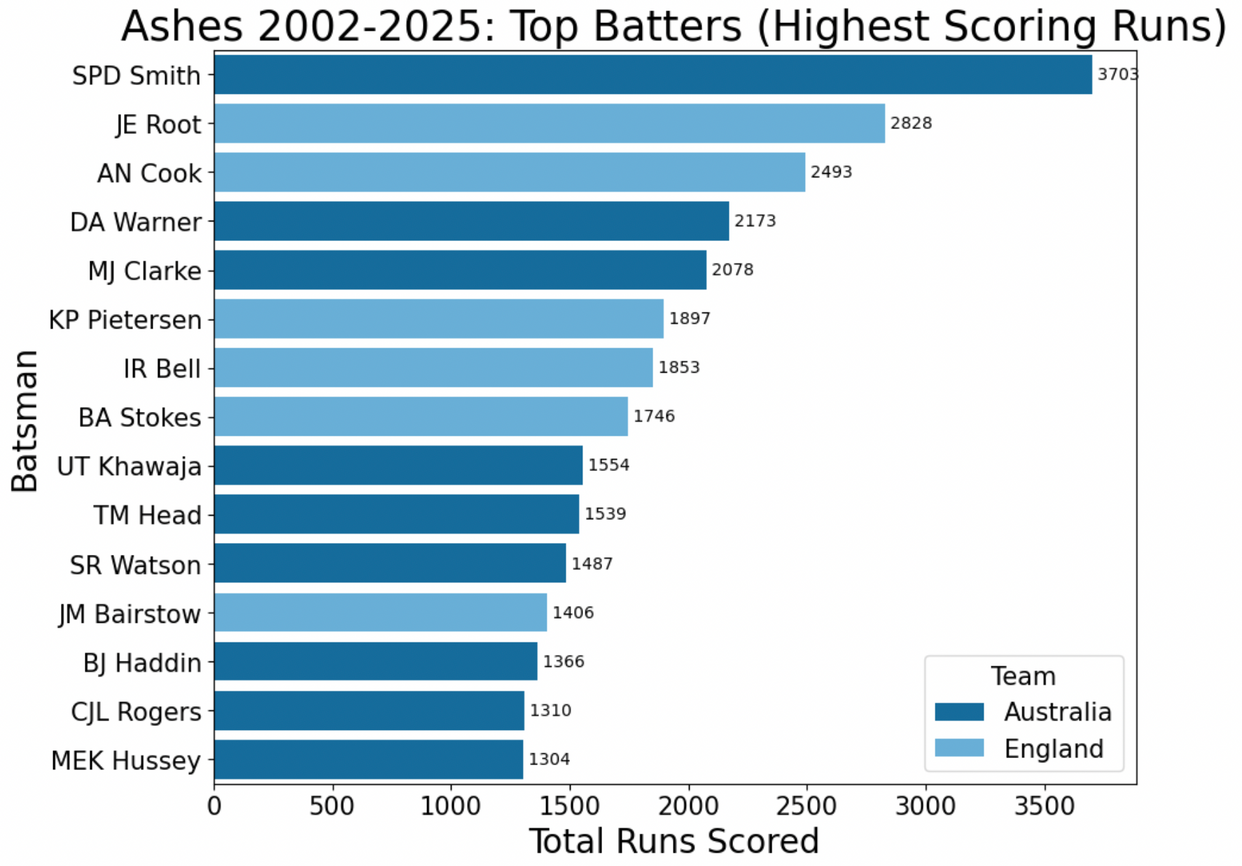 Ashes 2002-2025: Top Batters (Highest Scoring Runs)
SPD Smith 3703
JE Root 2828
AN Cook 2493
DA Warner 2173
MJ Clarke 2078
KP Pietersen 1897
IR Bell 1853
BA Stokes 1746
UT Khawaja 1554
TM Head 1539
SR Watson 1487
JM Bairstow 1406
BJ Haddin 1366
CJL Rogers 1310
MEK Hussey 1304
Batsman
Team
Australia
England
0 500 1000 1500 2000 2500 3000 3500
Total Runs Scored